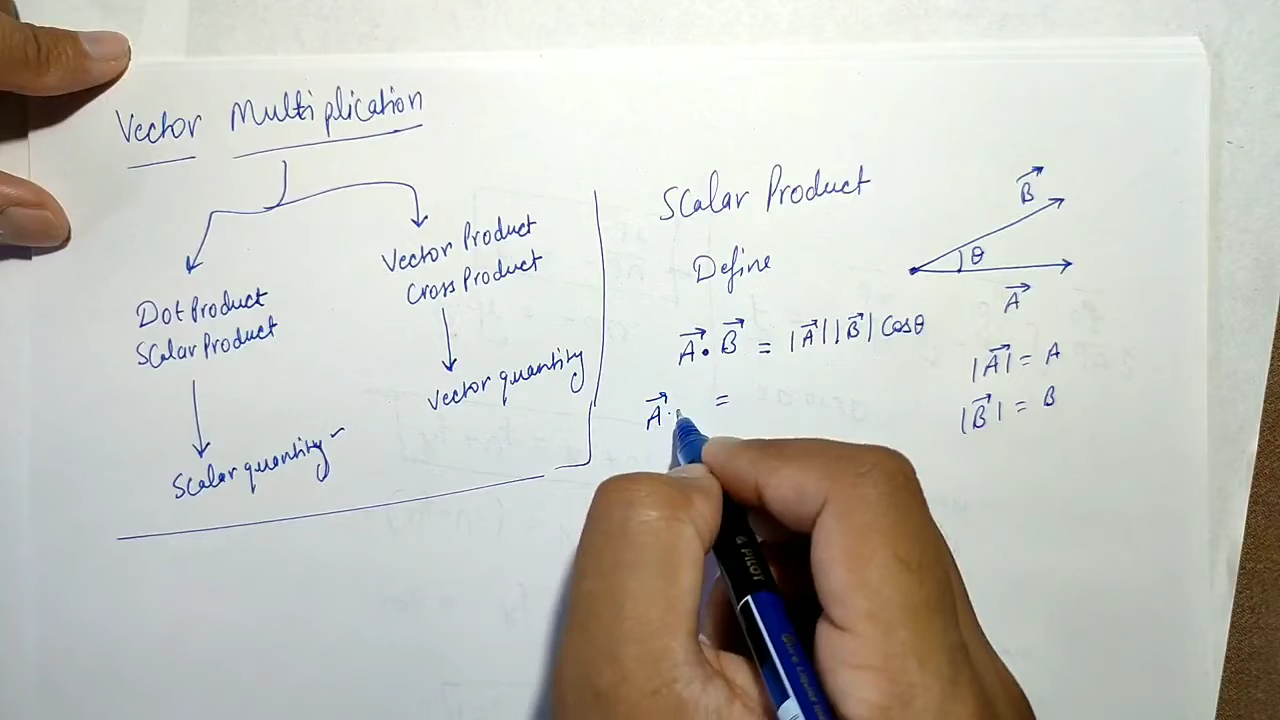 Vector Multiplication
Dot Product
Scalar Product
Scalar quantity
Vector Product
Cross Product
Vector quantity
Scalar Product
Define
B⃗
θ
A⃗
A⃗ • B⃗ = |A⃗| |B⃗| Cosθ
A⃗ · =
|A⃗| = A
|B⃗| = B
PILOT